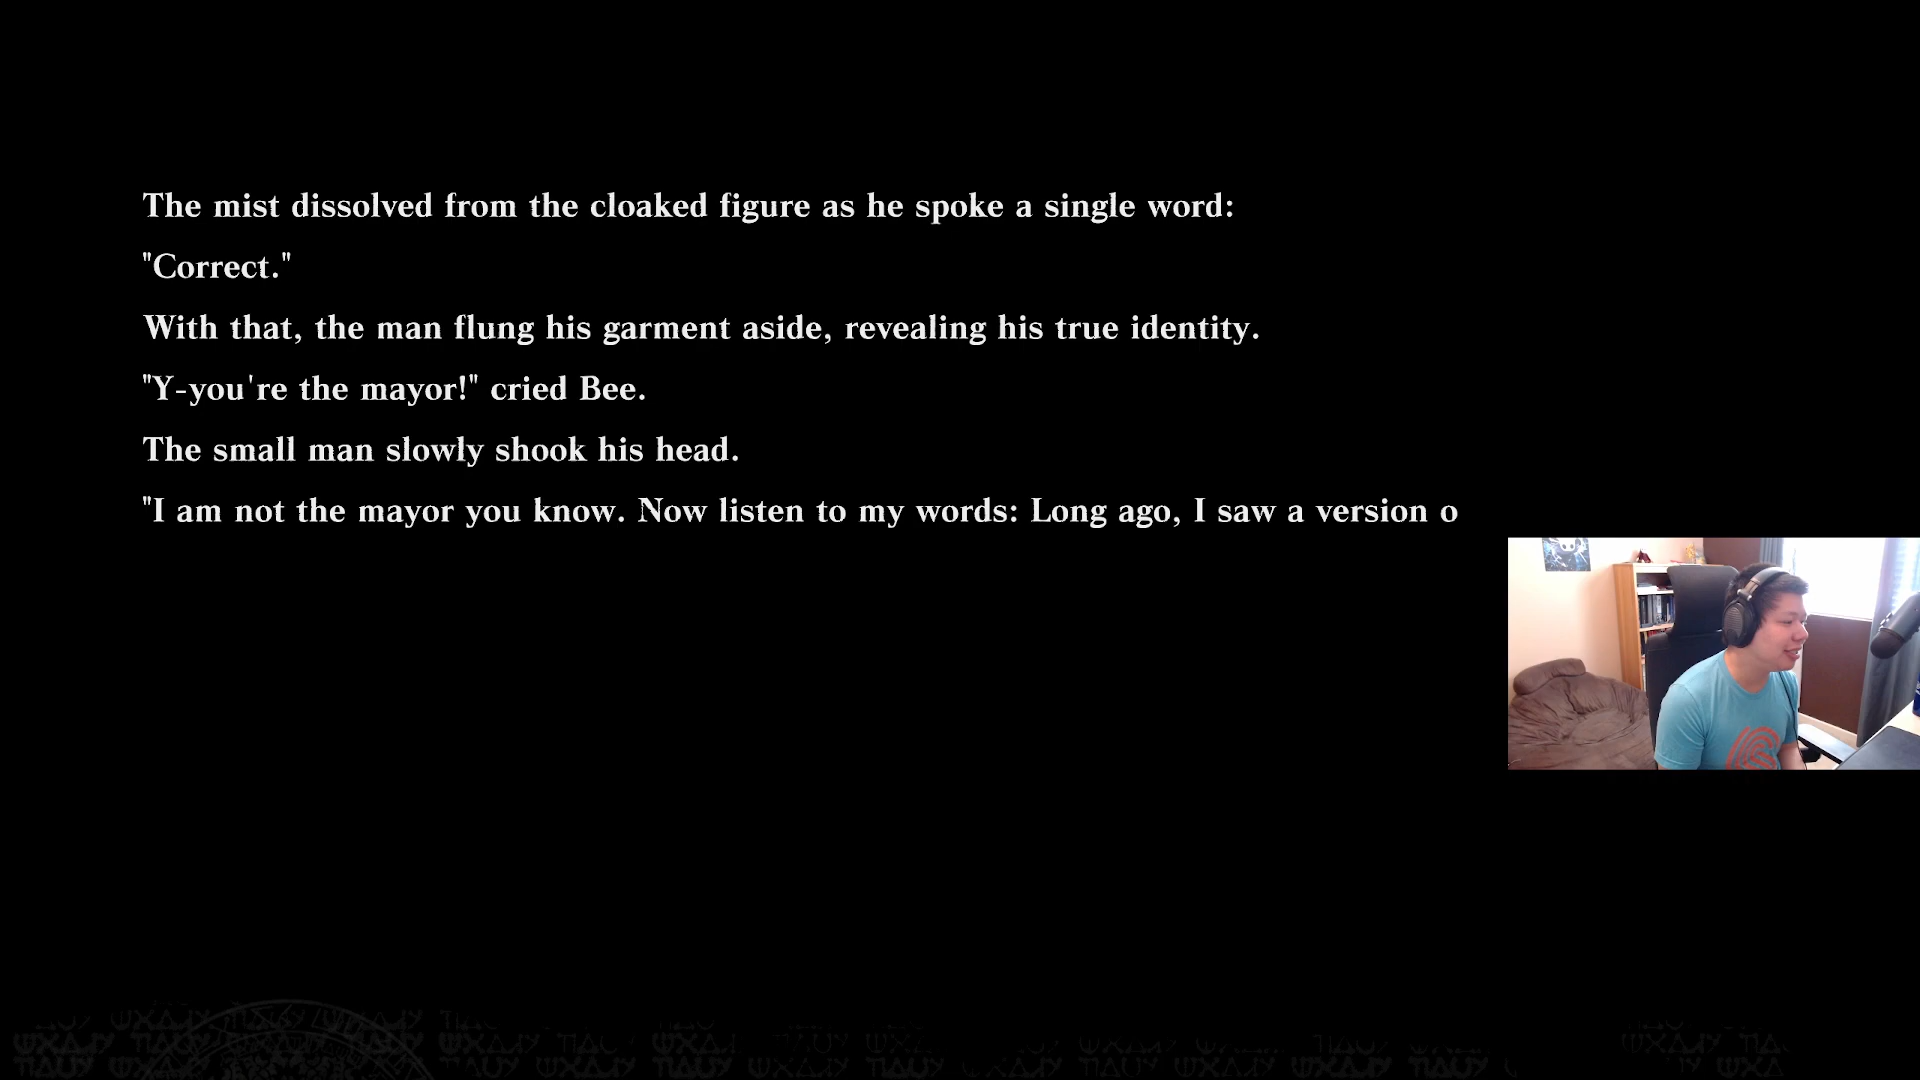 The mist dissolved from the cloaked figure as he spoke a single word:
"Correct."
With that, the man flung his garment aside, revealing his true identity.
"Y-you're the mayor!" cried Bee.
The small man slowly shook his head.
"I am not the mayor you know. Now listen to my words: Long ago, I saw a version o